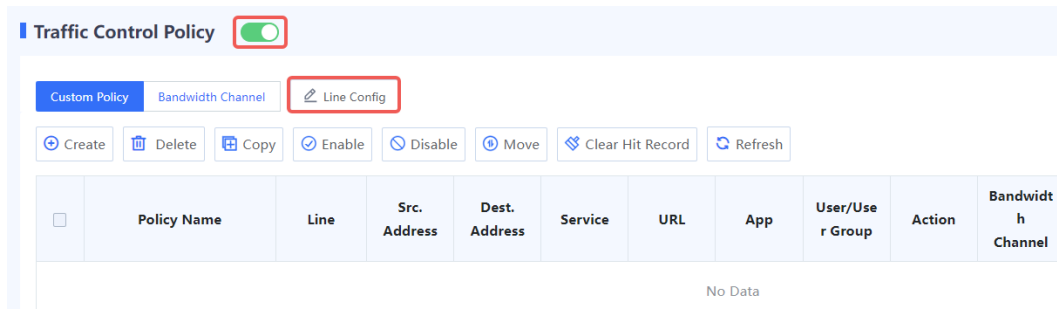 Traffic Control Policy
Custom Policy Bandwidth Channel Line Config
Create Delete Copy Enable Disable Move Clear Hit Record Refresh
Policy Name Line Src. Address Dest. Address Service URL App User/Use r Group Action Bandwidt h Channel
No Data